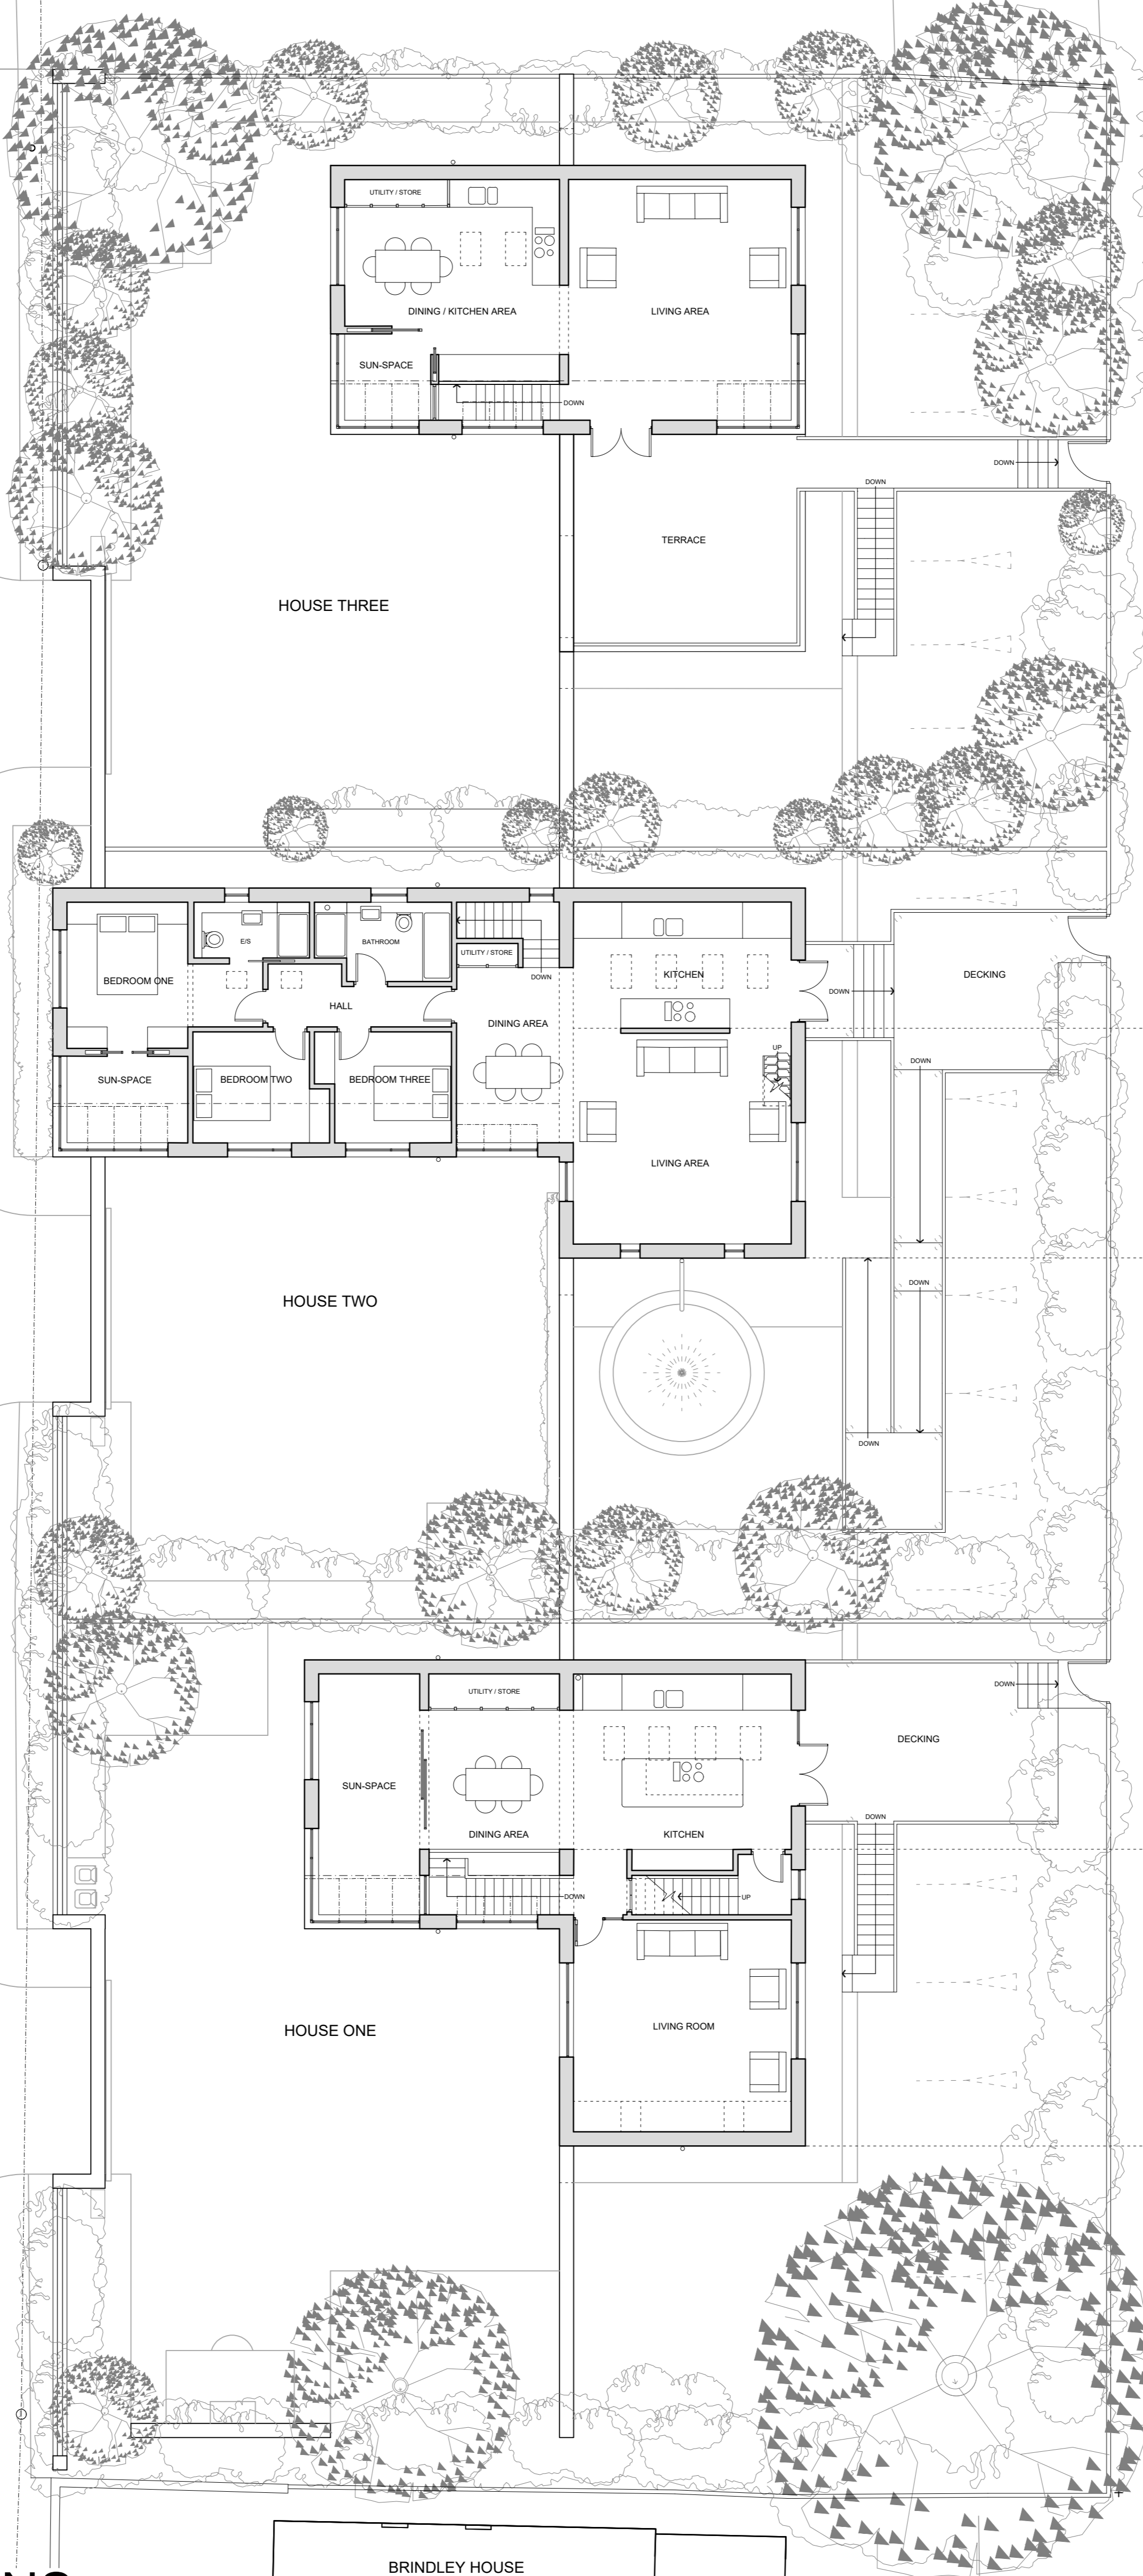 UTILITY / STORE
DINING / KITCHEN AREA
LIVING AREA
SUN-SPACE
DOWN
DOWN
DOWN
TERRACE
HOUSE THREE
E/S
BATHROOM
UTILITY / STORE
BEDROOM ONE
DOWN
KITCHEN
DECKING
DOWN
HALL
DINING AREA
UP
DOWN
SUN-SPACE
BEDROOM TWO
BEDROOM THREE
LIVING AREA
DOWN
HOUSE TWO
DOWN
DOWN
UTILITY / STORE
DECKING
SUN-SPACE
DOWN
DINING AREA
KITCHEN
DOWN
UP
LIVING ROOM
HOUSE ONE
BRINDLEY HOUSE